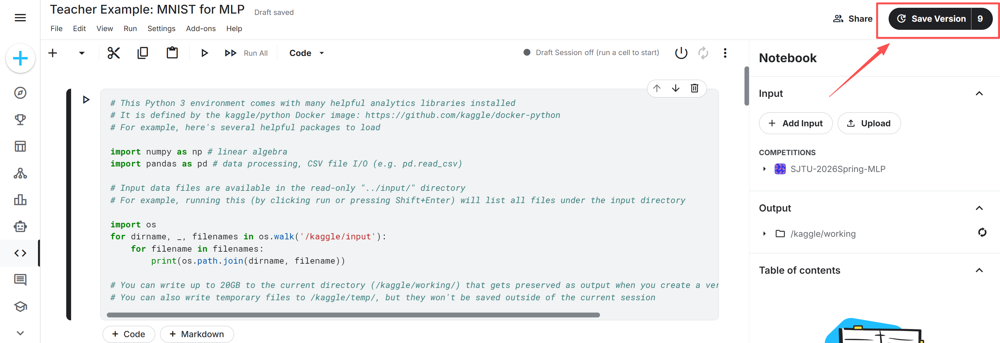 Teacher Example: MNIST for MLP Draft saved
File Edit View Run Settings Add-ons Help
Share
Save Version 9
Run All
Code
Draft Session off (run a cell to start)
# This Python 3 environment comes with many helpful analytics libraries installed
# It is defined by the kaggle/python Docker image: https://github.com/kaggle/docker-python
# For example, here's several helpful packages to load
import numpy as np # linear algebra
import pandas as pd # data processing, CSV file I/O (e.g. pd.read_csv)
# Input data files are available in the read-only "../input/" directory
# For example, running this (by clicking run or pressing Shift+Enter) will list all files under the input directory
import os
for dirname, _, filenames in os.walk('/kaggle/input'):
    for filename in filenames:
        print(os.path.join(dirname, filename))
# You can write up to 20GB to the current directory (/kaggle/working/) that gets preserved as output when you create a
# You can also write temporary files to /kaggle/temp/, but they won't be saved outside of the current session
+ Code
+ Markdown
Notebook
Input
+ Add Input
Upload
COMPETITIONS
SJTU-2026Spring-MLP
Output
/kaggle/working
Table of contents